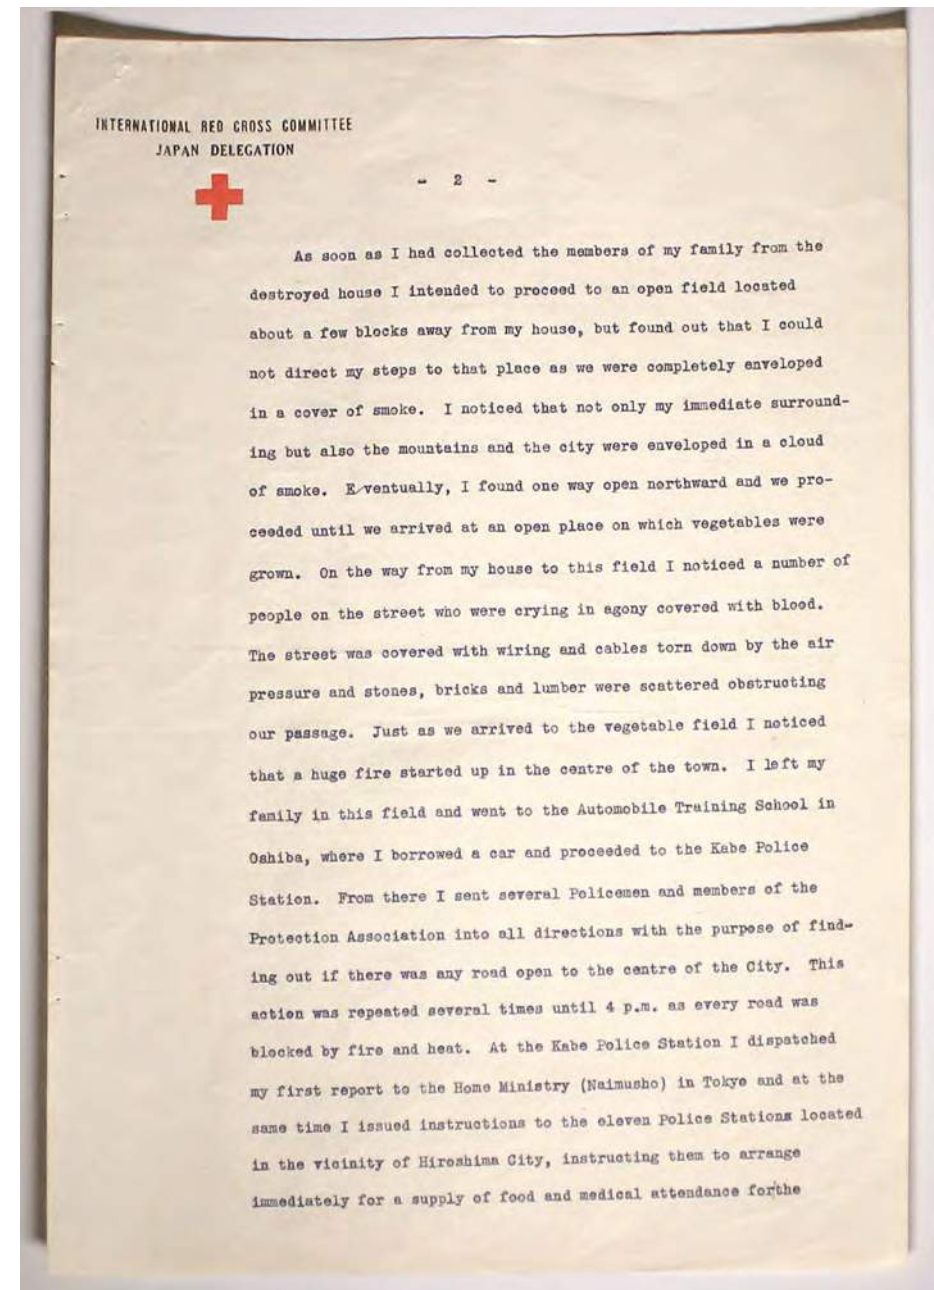 INTERNATIONAL RED CROSS COMMITTEE
JAPAN DELEGATION
- 2 -
As soon as I had collected the members of my family from the
destroyed house I intended to proceed to an open field located
about a few blocks away from my house, but found out that I could
not direct my steps to that place as we were completely enveloped
in a cover of smoke. I noticed that not only my immediate surround-
ing but also the mountains and the city were enveloped in a cloud
of smoke. E/ventually, I found one way open northward and we pro-
ceeded until we arrived at an open place on which vegetables were
grown. On the way from my house to this field I noticed a number of
people on the street who were crying in agony covered with blood.
The street was covered with wiring and cables torn down by the air
pressure and stones, bricks and lumber were scattered obstructing
our passage. Just as we arrived to the vegetable field I noticed
that a huge fire started up in the centre of the town. I left my
family in this field and went to the Automobile Training School in
Oshiba, where I borrowed a car and proceeded to the Kabe Police
Station. From there I sent several Policemen and members of the
Protection Association into all directions with the purpose of find-
ing out if there was any road open to the centre of the City. This
action was repeated several times until 4 p.m. as every road was
blocked by fire and heat. At the Kabe Police Station I dispatched
my first report to the Home Ministry (Naimusho) in Tokyo and at the
same time I issued instructions to the eleven Police Stations located
in the vicinity of Hiroshima City, instructing them to arrange
immediately for a supply of food and medical attendance for/the